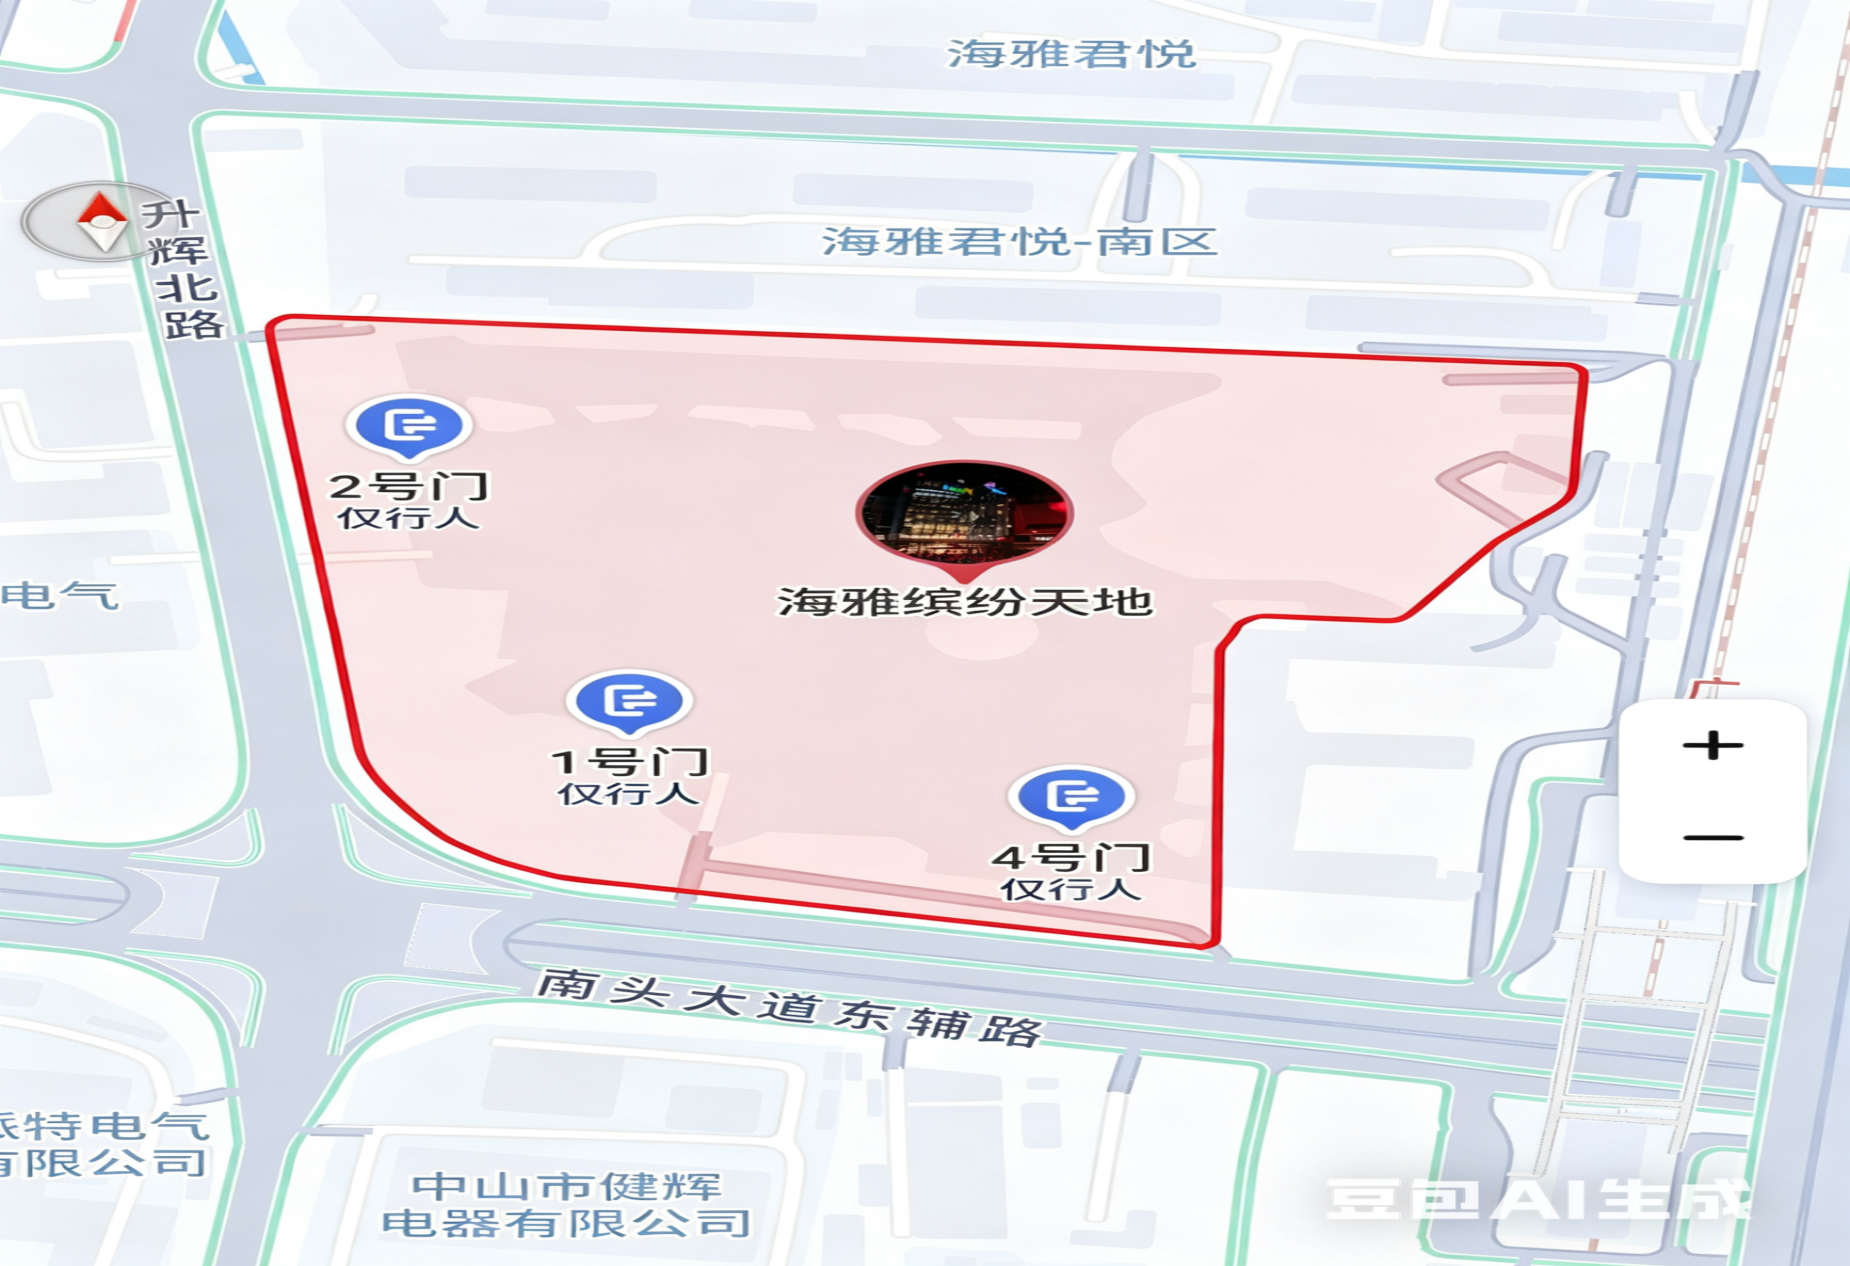 海雅君悦
升辉北路
海雅君悦-南区
2号门
仅行人
海雅缤纷天地
电气
1号门
仅行人
4号门
仅行人
南头大道东辅路
派特电气
有限公司
中山市健辉
电器有限公司
豆包AI生成